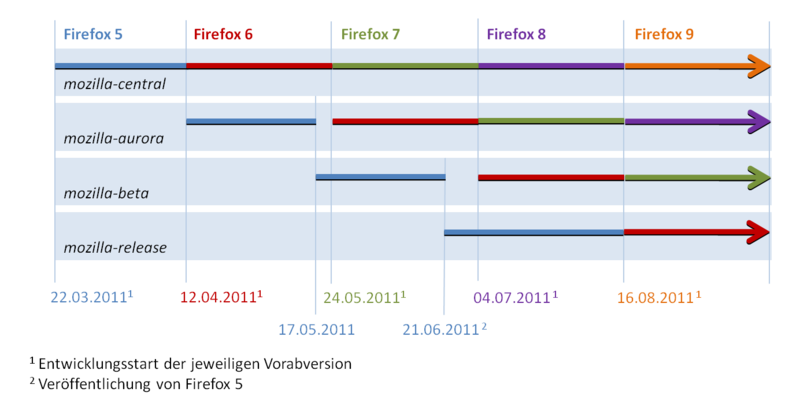 Firefox 5 Firefox 6 Firefox 7 Firefox 8 Firefox 9
mozilla-central
mozilla-aurora
mozilla-beta
mozilla-release
22.03.2011¹ 12.04.2011¹ 24.05.2011¹ 04.07.2011¹ 16.08.2011¹
17.05.2011 21.06.2011²
¹ Entwicklungsstart der jeweiligen Vorabversion
² Veröffentlichung von Firefox 5